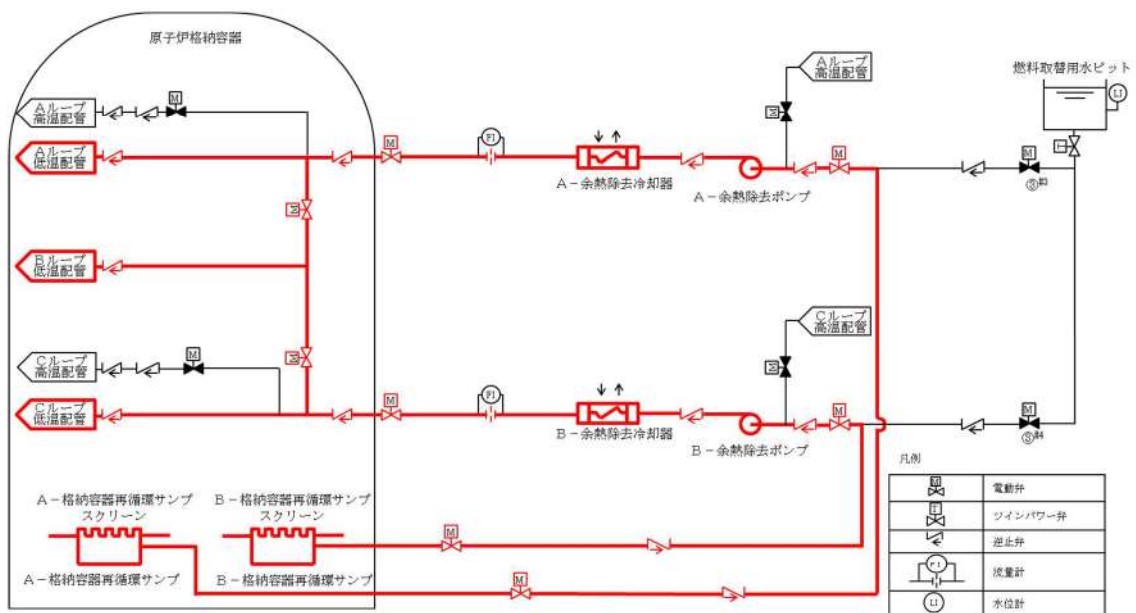 原子炉格納容器
Aループ
高温配管
M
Aループ
低温配管
M
FI
A－余熱除去冷却器
M
Aループ
高温配管
M
A－余熱除去ポンプ
M
燃料取替用水ピット
LI
T
M
Bループ
低温配管
M
Cループ
高温配管
M
Cループ
低温配管
M
FI
B－余熱除去冷却器
Cループ
高温配管
M
B－余熱除去ポンプ
M
M
A－格納容器再循環サンプ
スクリーン
B－格納容器再循環サンプ
スクリーン
A－格納容器再循環サンプ
B－格納容器再循環サンプ
M
M
凡例
M
電動弁
T
ツインパワー弁
逆止弁
FI
流量計
LI
水位計